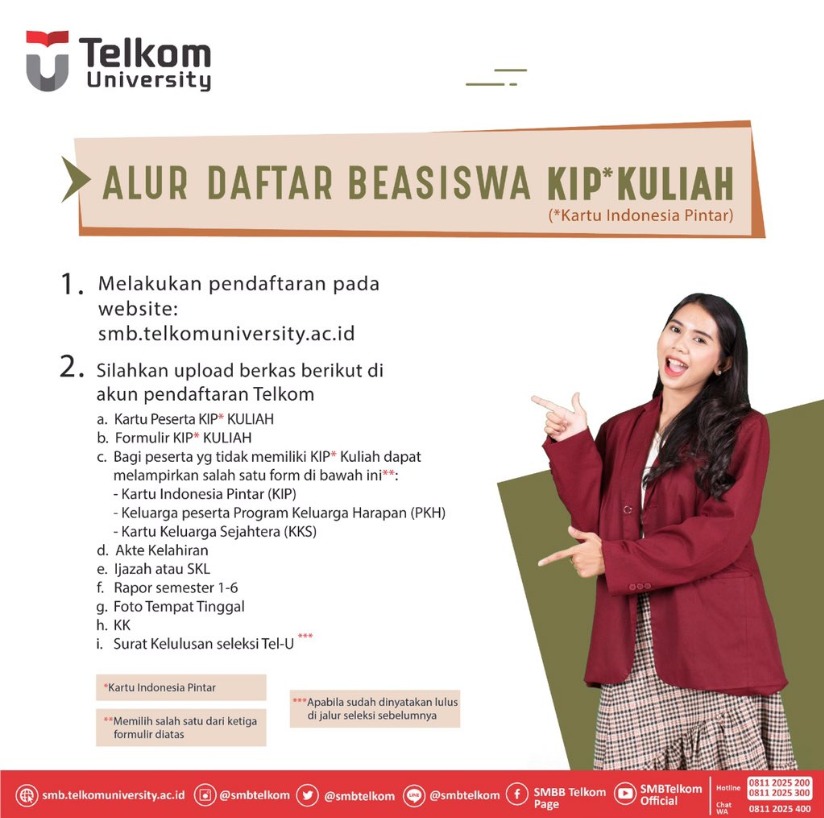 Telkom
University
ALUR DAFTAR BEASISWA KIP*KULIAH
(*Kartu Indonesia Pintar)
1. Melakukan pendaftaran pada
website:
smb.telkomuniversity.ac.id
2. Silahkan upload berkas berikut di
akun pendaftaran Telkom
a. Kartu Peserta KIP* KULIAH
b. Formulir KIP* KULIAH
c. Bagi peserta yg tidak memiliki KIP* Kuliah dapat
melampirkan salah satu form di bawah ini**:
- Kartu Indonesia Pintar (KIP)
- Keluarga peserta Program Keluarga Harapan (PKH)
- Kartu Keluarga Sejahtera (KKS)
d. Akte Kelahiran
e. Ijazah atau SKL
f. Rapor semester 1-6
g. Foto Tempat Tinggal
h. KK
i. Surat Kelulusan seleksi Tel-U ***
*Kartu Indonesia Pintar
**Memilih salah satu dari ketiga
formulir diatas
***Apabila sudah dinyatakan lulus
di jalur seleksi sebelumnya
smb.telkomuniversity.ac.id
@smbtelkom
@smbtelkom
LINE
@smbtelkom
SMBB Telkom
Page
SMBTelkom
Official
Hotline
0811 2025 200
0811 2025 300
Chat
WA
0811 2025 400